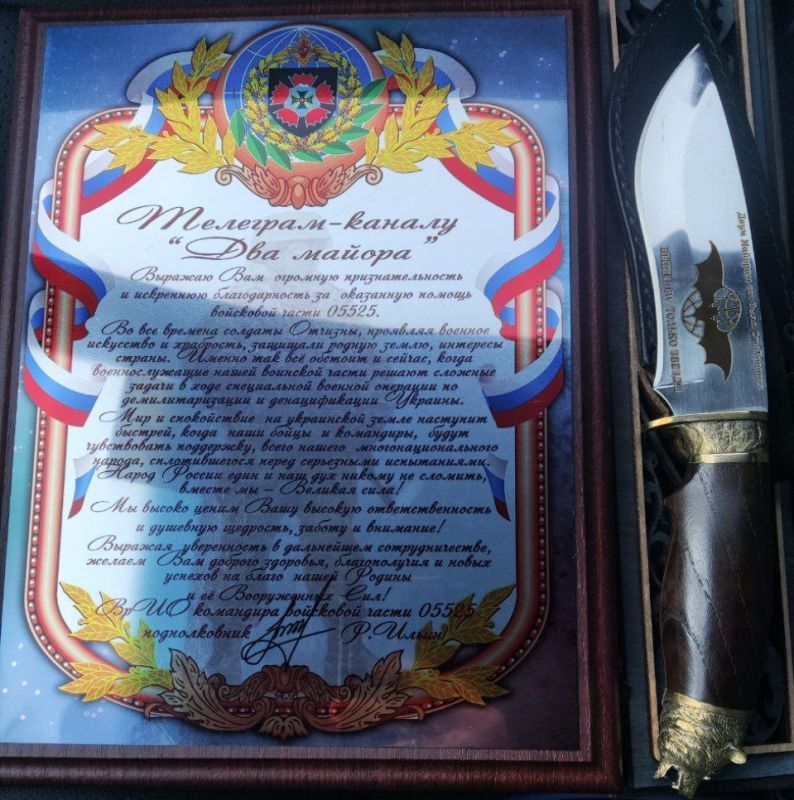 Телеграм-каналу
"Два майора"
Выражаю Вам огромную признательность
и искреннюю благодарность за оказанную помощь
войсковой части 05525.
Во все времена солдаты Отчизны, проявляя военное
искусство и храбрость, защищали родную землю, интересы
страны. Именно так всё обстоит и сейчас, когда
военнослужащие нашей воинской части решают сложные
задачи в ходе специальной военной операции по
демилитаризации и денацификации Украины.
Мир и спокойствие на украинской земле наступит
быстрей, когда наши бойцы и командиры, будут
чувствовать поддержку, всего нашего многонационального
народа, сплотившегося перед серьезными испытаниями.
Народ России един и наш дух никому не сломить,
вместе мы – Великая сила!
Мы высоко ценим Вашу высокую ответственность
и душевную щедрость, заботу и внимание!
Выражая уверенность в дальнейшем сотрудничестве,
желаем Вам доброго здоровья, благополучия и новых
успехов на благо нашей Родины
и её Вооруженных Сил!
ВрИО командира войсковой части 05525
подполковник Р.Ильин
Двум Майорам
ВЫШЕ НАС ТОЛЬКО ЗВЕЗДЫ